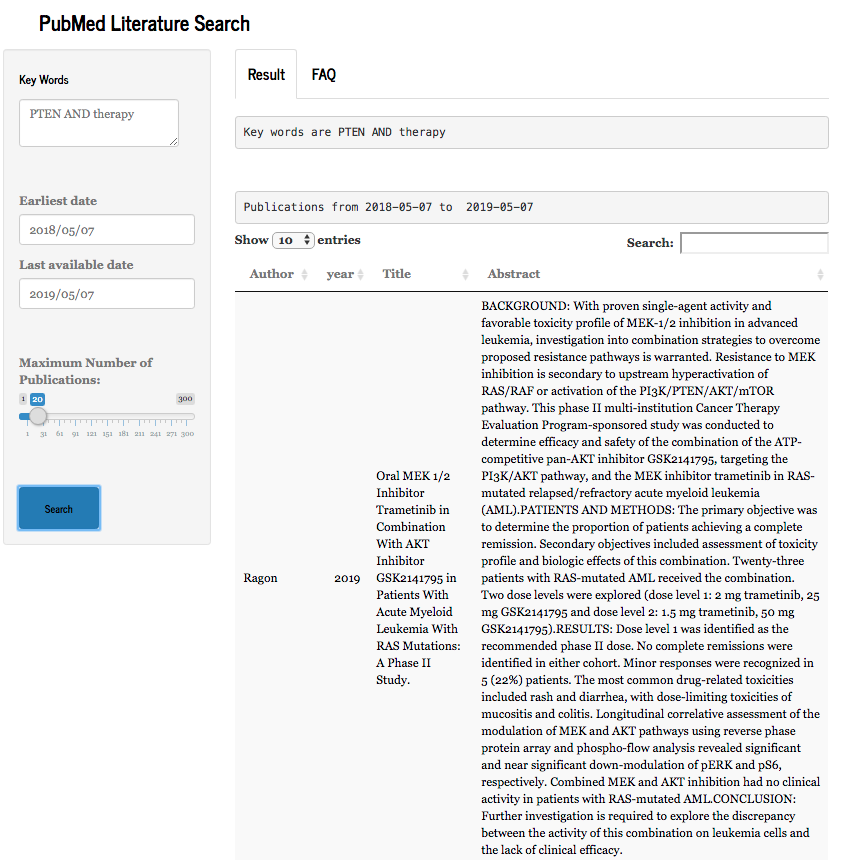 PubMed Literature Search
Key Words
PTEN AND therapy
Earliest date
2018/05/07
Last available date
2019/05/07
Maximum Number of
Publications:
1 20 300
1 31 61 91 121 151 181 211 241 271 300
Search
Result FAQ
Key words are PTEN AND therapy
Publications from 2018-05-07 to  2019-05-07
Show 10 entries
Search:
Author year Title Abstract
Ragon
2019
Oral MEK 1/2
Inhibitor
Trametinib in
Combination
With AKT
Inhibitor
GSK2141795 in
Patients With
Acute Myeloid
Leukemia With
RAS Mutations:
A Phase II
Study.
BACKGROUND: With proven single-agent activity and
favorable toxicity profile of MEK-1/2 inhibition in advanced
leukemia, investigation into combination strategies to overcome
proposed resistance pathways is warranted. Resistance to MEK
inhibition is secondary to upstream hyperactivation of
RAS/RAF or activation of the PI3K/PTEN/AKT/mTOR
pathway. This phase II multi-institution Cancer Therapy
Evaluation Program-sponsored study was conducted to
determine efficacy and safety of the combination of the ATP-
competitive pan-AKT inhibitor GSK2141795, targeting the
PI3K/AKT pathway, and the MEK inhibitor trametinib in RAS-
mutated relapsed/refractory acute myeloid leukemia
(AML).PATIENTS AND METHODS: The primary objective was
to determine the proportion of patients achieving a complete
remission. Secondary objectives included assessment of toxicity
profile and biologic effects of this combination. Twenty-three
patients with RAS-mutated AML received the combination.
Two dose levels were explored (dose level 1: 2 mg trametinib, 25
mg GSK2141795 and dose level 2: 1.5 mg trametinib, 50 mg
GSK2141795).RESULTS: Dose level 1 was identified as the
recommended phase II dose. No complete remissions were
identified in either cohort. Minor responses were recognized in
5 (22%) patients. The most common drug-related toxicities
included rash and diarrhea, with dose-limiting toxicities of
mucositis and colitis. Longitudinal correlative assessment of the
modulation of MEK and AKT pathways using reverse phase
protein array and phospho-flow analysis revealed significant
and near significant down-modulation of pERK and pS6,
respectively. Combined MEK and AKT inhibition had no clinical
activity in patients with RAS-mutated AML.CONCLUSION:
Further investigation is required to explore the discrepancy
between the activity of this combination on leukemia cells and
the lack of clinical efficacy.